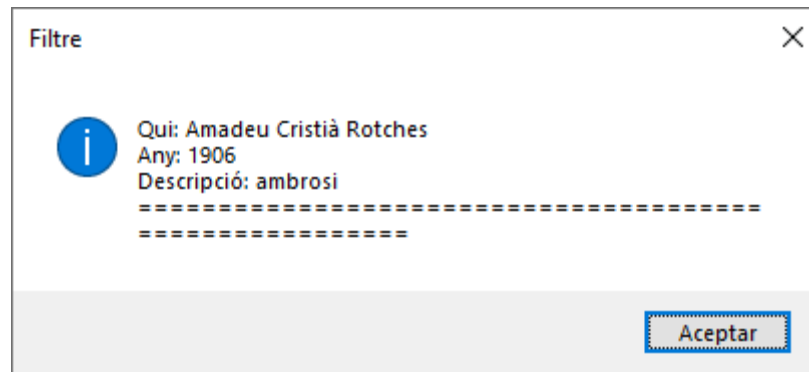 Filtre
Qui: Amadeu Cristià Rotches
Any: 1906
Descripció: ambrosi
=======================================
=================
Aceptar